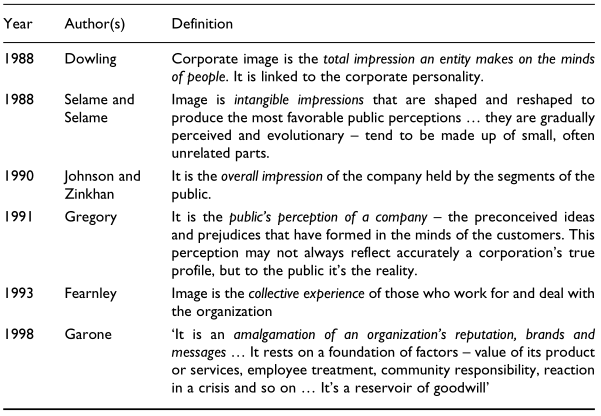 Year Author(s) Definition
1988 Dowling Corporate image is the total impression an entity makes on the minds
of people. It is linked to the corporate personality.
1988 Selame and Image is intangible impressions that are shaped and reshaped to
Selame produce the most favorable public perceptions … they are gradually
perceived and evolutionary – tend to be made up of small, often
unrelated parts.
1990 Johnson and It is the overall impression of the company held by the segments of the
Zinkhan public.
1991 Gregory It is the public’s perception of a company – the preconceived ideas
and prejudices that have formed in the minds of the customers. This
perception may not always reflect accurately a corporation’s true
profile, but to the public it’s the reality.
1993 Fearnley Image is the collective experience of those who work for and deal with
the organization
1998 Garone ‘It is an amalgamation of an organization’s reputation, brands and
messages … It rests on a foundation of factors – value of its product
or services, employee treatment, community responsibility, reaction
in a crisis and so on … It’s a reservoir of goodwill’